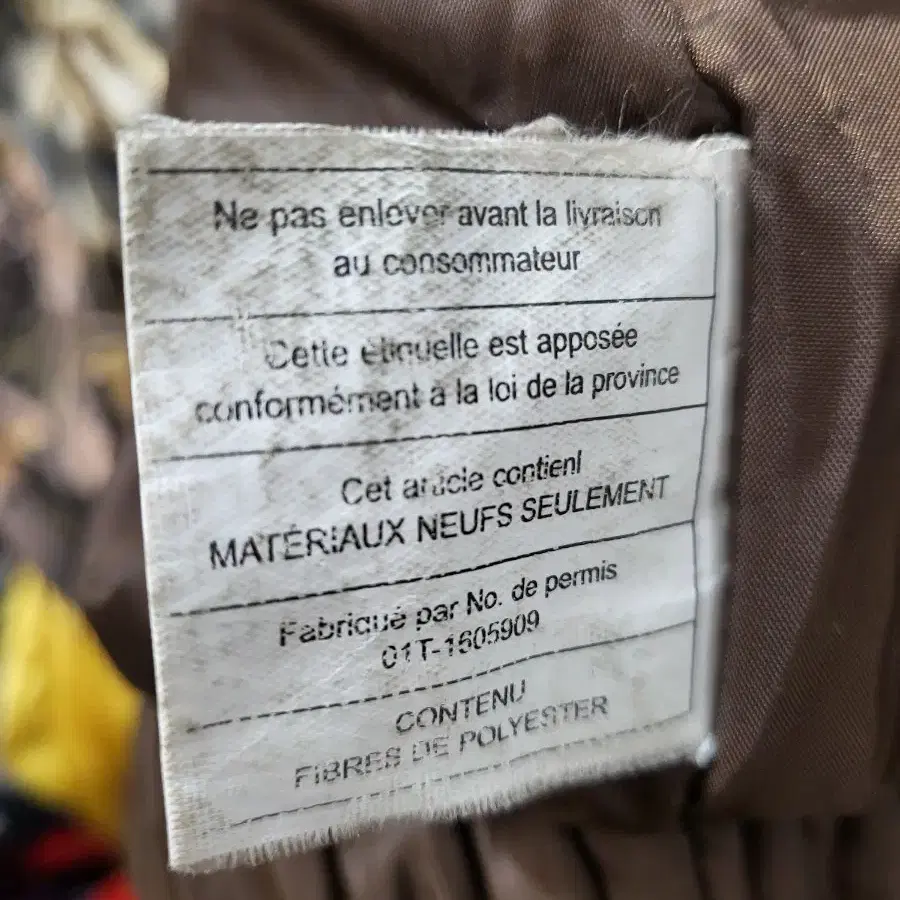 Ne pas enlever avant la livraison
au consommateur
Cette étiquette est apposée
conformément à la loi de la province
Cet article contient
MATÉRIAUX NEUFS SEULEMENT
Fabriqué par No. de permis
01T-1605909
CONTENU
FIBRES DE POLYESTER